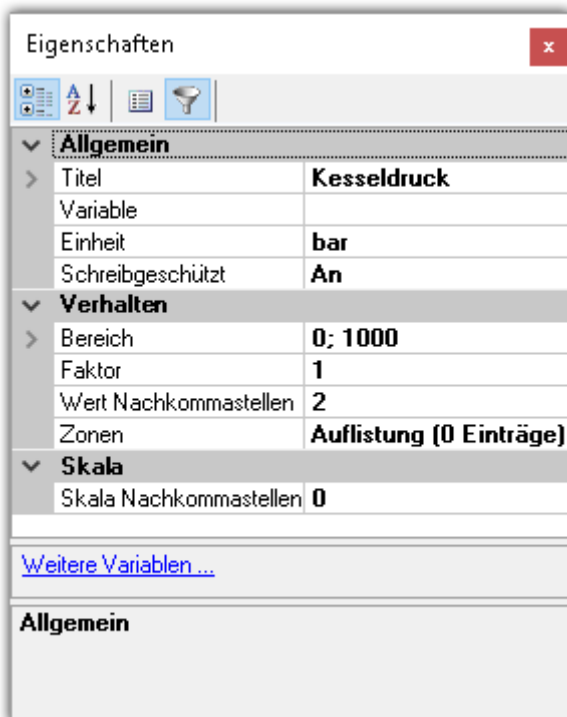 Eigenschaften
x
A
Z
Allgemein
Titel Kesseldruck
Variable
Einheit bar
Schreibgeschützt An
Verhalten
Bereich 0; 1000
Faktor 1
Wert Nachkommastellen 2
Zonen Auflistung (0 Einträge)
Skala
Skala Nachkommastellen 0
Weitere Variablen ...
Allgemein